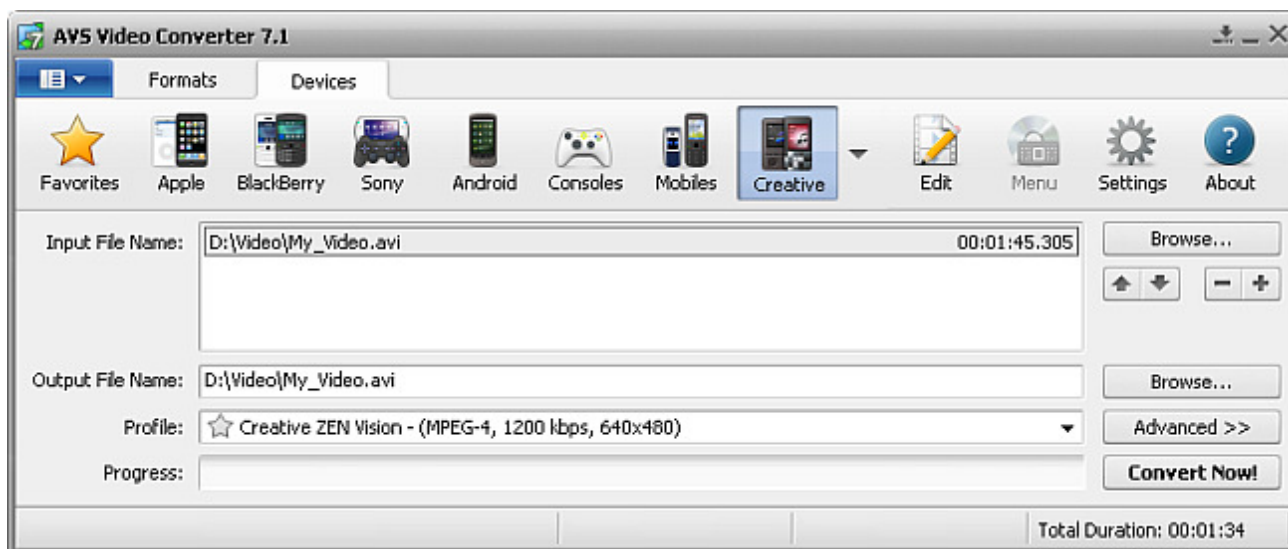 AVS Video Converter 7.1
Formats Devices
Favorites Apple BlackBerry Sony Android Consoles Mobiles Creative Edit Menu Settings About
Input File Name: D:\Video\My_Video.avi 00:01:45.305 Browse...
Output File Name: D:\Video\My_Video.avi Browse...
Profile: Creative ZEN Vision - (MPEG-4, 1200 kbps, 640x480) Advanced >>
Progress: Convert Now!
Total Duration: 00:01:34